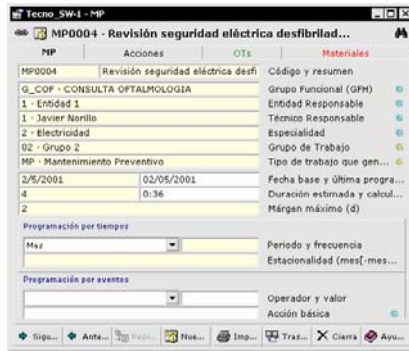 Tecno_SW-1 - MP
MP0004 · Revisión seguridad eléctrica desfibrilad...
MP Acciones OTs Materiales
MP0004 Revisión seguridad eléctrica desfi Código y resumen
G_COF · CONSULTA OFTALMOLOGIA Grupo Funcional (GFH)
1 - Entidad 1 Entidad Responsable
1 - Javier Norillo Técnico Responsable
2 - Electricidad Especialidad
02 - Grupo 2 Grupo de Trabajo
MP - Mantenimiento Preventivo Tipo de trabajo que gen...
2/5/2001 02/05/2001 Fecha base y última progra...
4 0:36 Duración estimada y calcul...
2 Márgen máximo (d)
Programación por tiempos
Mes Periodo y frecuencia
Estacionalidad (mes[-mes...
Programación por eventos
Operador y valor
Acción básica
Sigu... Ante... Nue... Imp... Tras... Cierra Ayu...